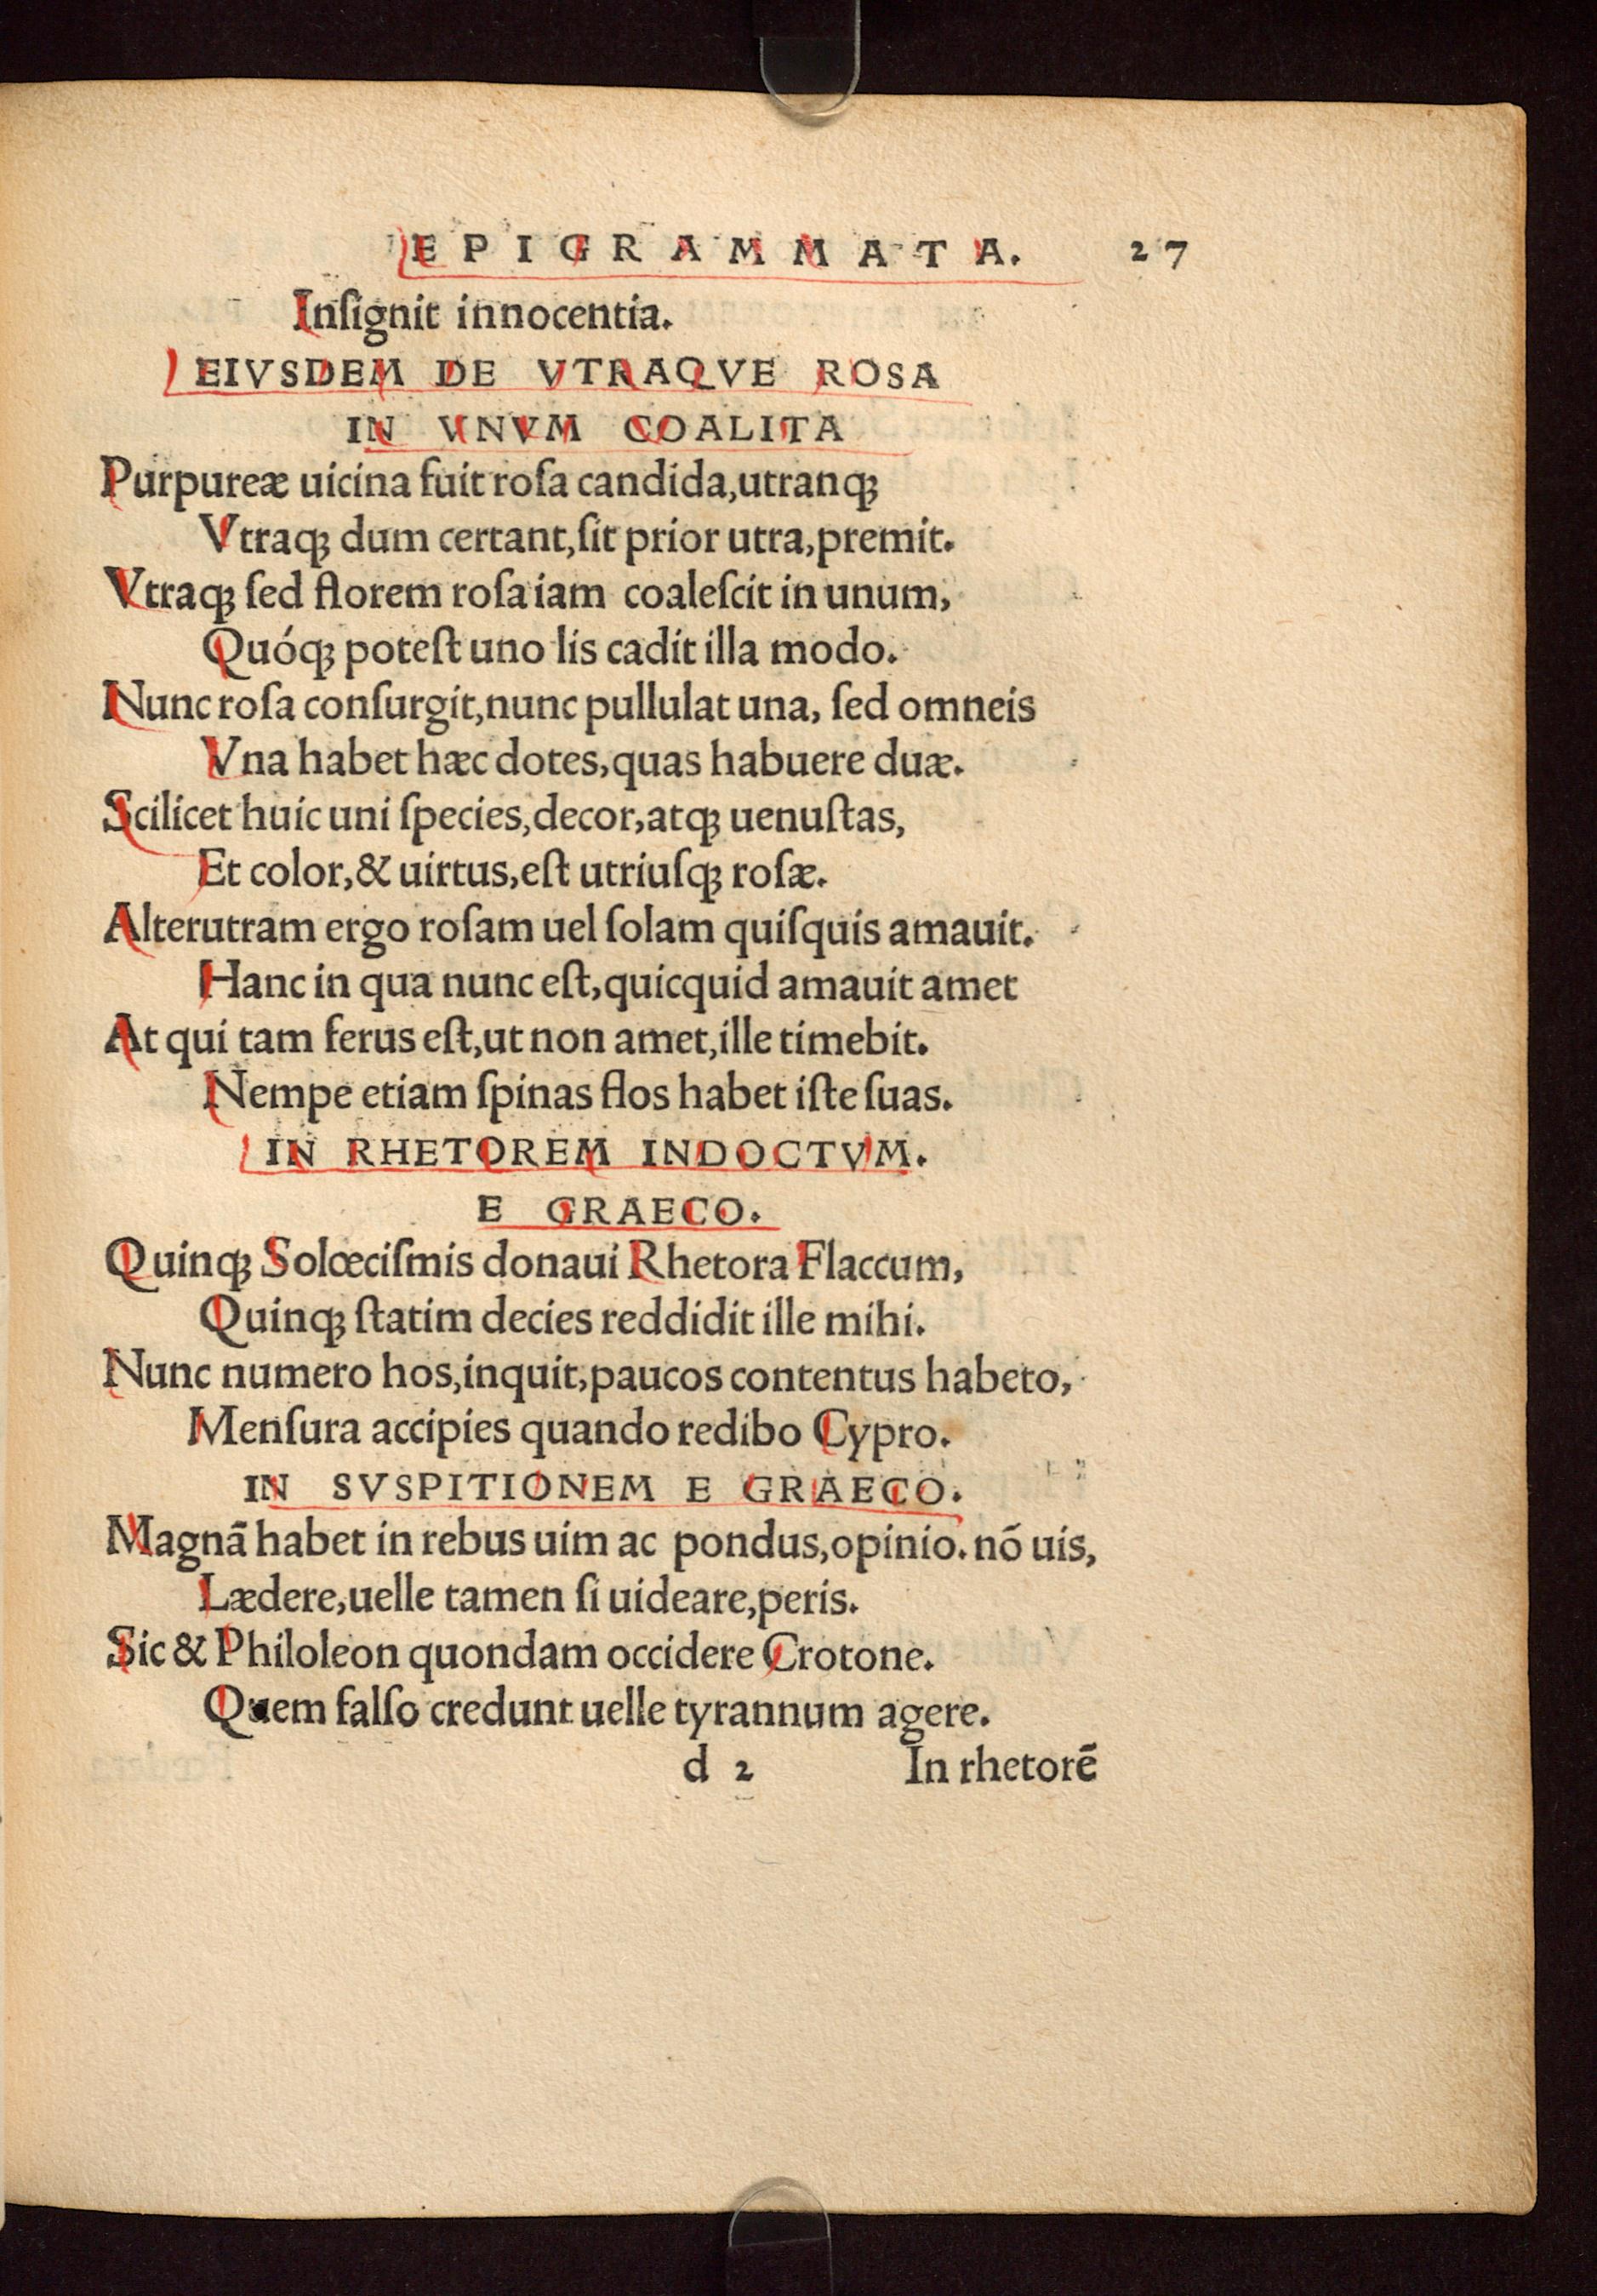 EPIGRAMMATA. 27
Inſignit innocentia.
EIVSDEM DE VTRAQVE ROSA
IN VNVM COALITA
Purpureæ uicina fuit roſa candida,utranqꝫ
Vtraqꝫ dum certant,ſit prior utra,premit.
Vtraqꝫ ſed florem roſa iam coaleſcit in unum,
Quóqꝫ poteſt uno lis cadit illa modo.
Nunc roſa conſurgit,nunc pullulat una, ſed omneis
Vna habet hæc dotes,quas habuere duæ.
Scilicet huic uni ſpecies,decor,atqꝫ uenuſtas,
Et color,& uirtus,eſt utriuſqꝫ roſæ.
Alterutram ergo roſam uel ſolam quiſquis amauit.
Hanc in qua nunc eſt,quicquid amauit amet
At qui tam ferus eſt,ut non amet,ille timebit.
Nempe etiam ſpinas flos habet iſte ſuas.
IN RHETOREM INDOCTVM.
E GRAECO.
Quinqꝫ Solœciſmis donaui Rhetora Flaccum,
Quinqꝫ ſtatim decies reddidit ille mihi.
Nunc numero hos,inquit,paucos contentus habeto,
Menſura accipies quando redibo Cypro.
IN SVSPITIONEM E GRAECO.
Magnā habet in rebus uim ac pondus,opinio. nō uis,
Lædere,uelle tamen ſi uideare,peris.
Sic & Philoleon quondam occidere Crotone.
Quem falſo credunt uelle tyrannum agere.
d 2 In rhetorē